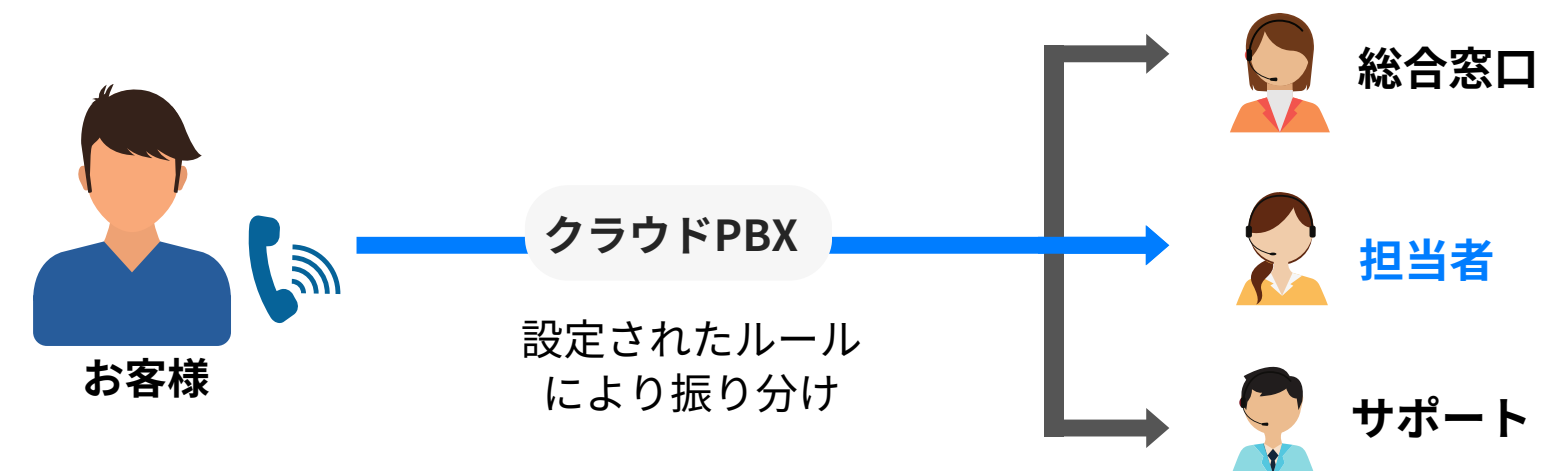 お客様
クラウドPBX
設定されたルール
により振り分け
総合窓口
担当者
サポート